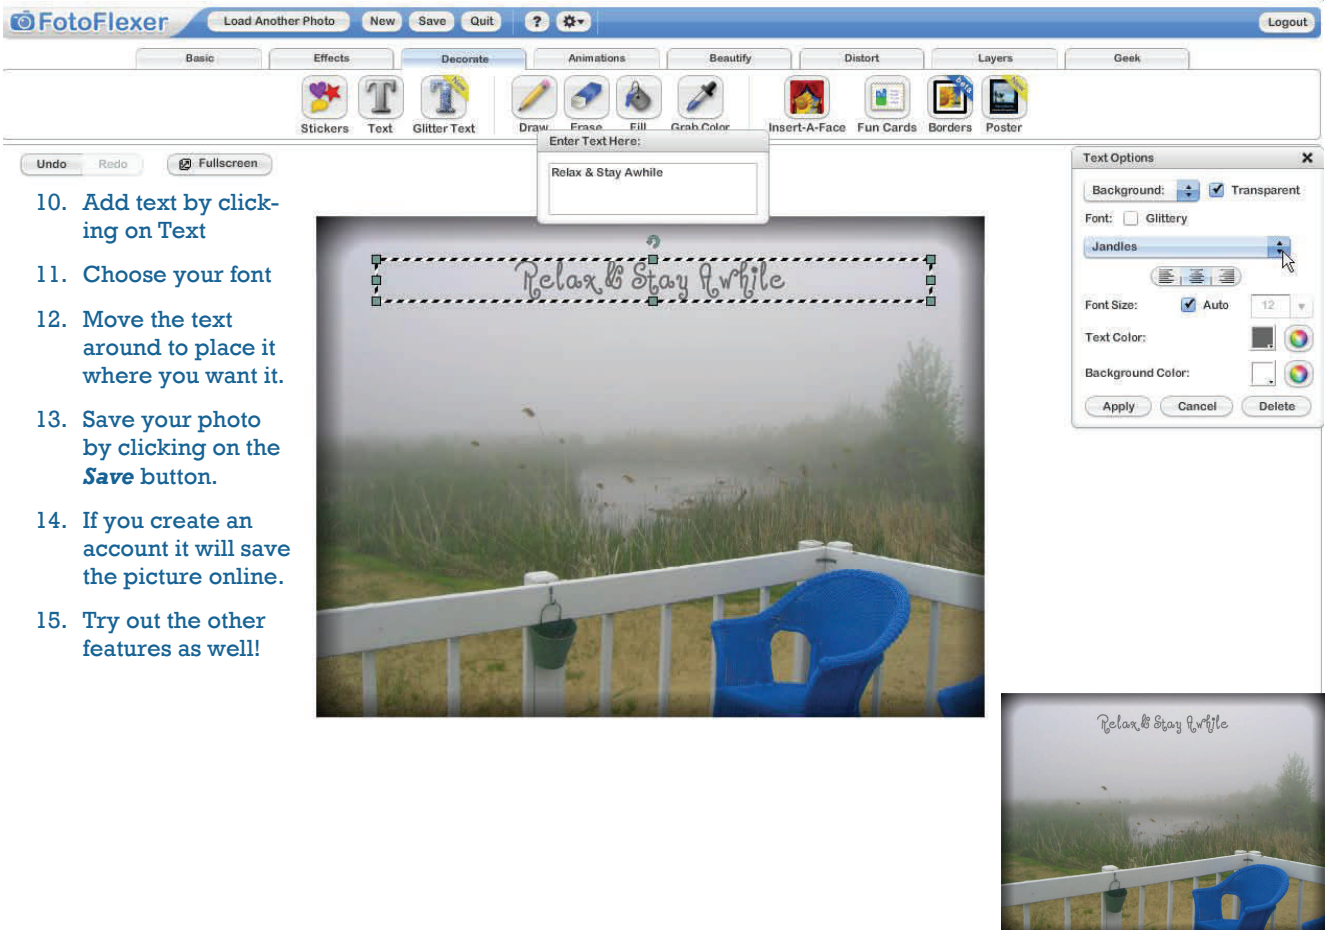 FotoFlexer
Load Another Photo New Save Quit ? Logout
Basic Effects Decorate Animations Beautify Distort Layers Geek
Stickers Text Glitter Text Draw Erase Fill Grab Color Insert-A-Face Fun Cards Borders Poster
New
beta
New
Undo Redo Fullscreen
Enter Text Here:
Relax & Stay Awhile
Text Options
Background: Transparent
Font: Glittery
Jandles
Font Size: Auto 12
Text Color:
Background Color:
Apply Cancel Delete
10. Add text by click-
ing on Text
11. Choose your font
12. Move the text
around to place it
where you want it.
13. Save your photo
by clicking on the
Save button.
14. If you create an
account it will save
the picture online.
15. Try out the other
features as well!
Relax & Stay Awhile
Relax & Stay Awhile